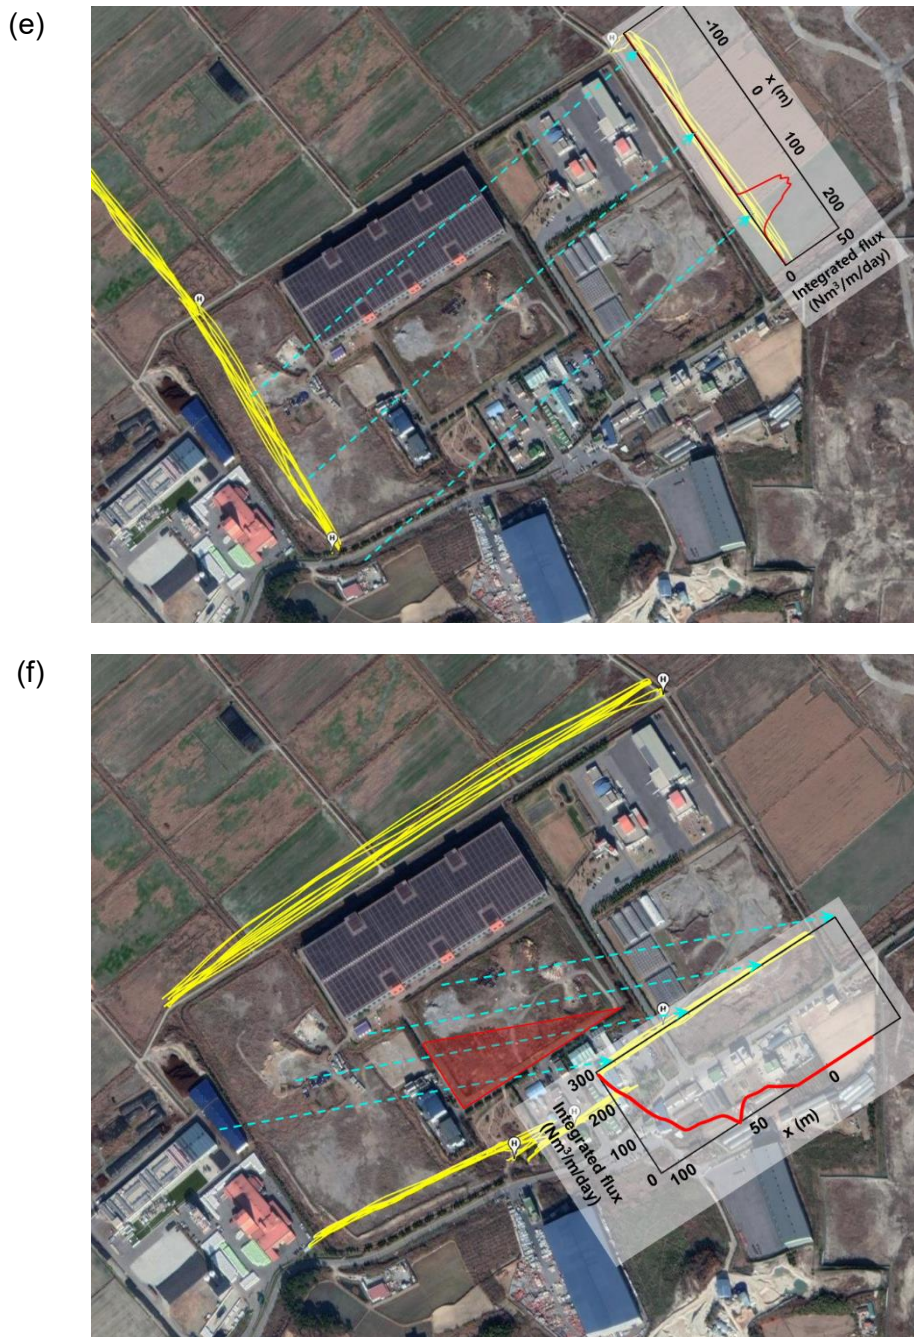 (e)
H
-100
x (m)
0
100
200
H
50
0
Integrated flux
(Nm³/m/day)
H
(f)
H
H
300
200
100
0
Integrated flux
(Nm³/m/day)
0
50
x (m)
100
H
H